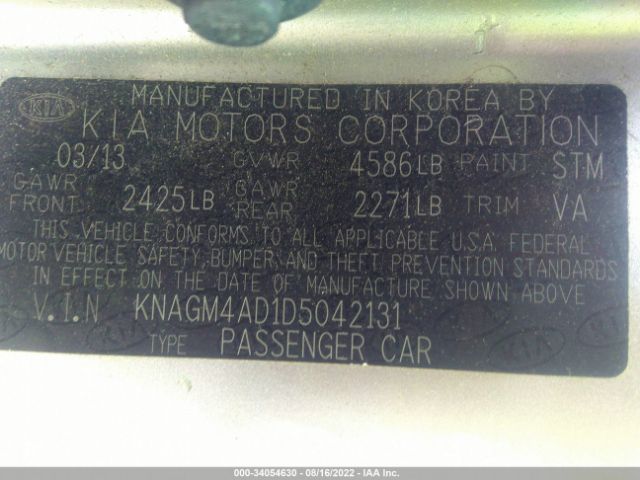 MANUFACTURED IN KOREA BY
KIA KIA MOTORS CORPORATION
03/13 GVWR 4586LB PAINT STM
GAWR FRONT 2425LB GAWR REAR 2271LB TRIM VA
THIS VEHICLE CONFORMS TO ALL APPLICABLE U.S.A. FEDERAL
MOTOR VEHICLE SAFETY, BUMPER, AND THEFT PREVENTION STANDARDS
IN EFFECT ON THE DATE OF MANUFACTURE SHOWN ABOVE
V.I.N KNAGM4AD1D5042131
TYPE PASSENGER CAR
000-34054630 - 08/16/2022 - IAA Inc.